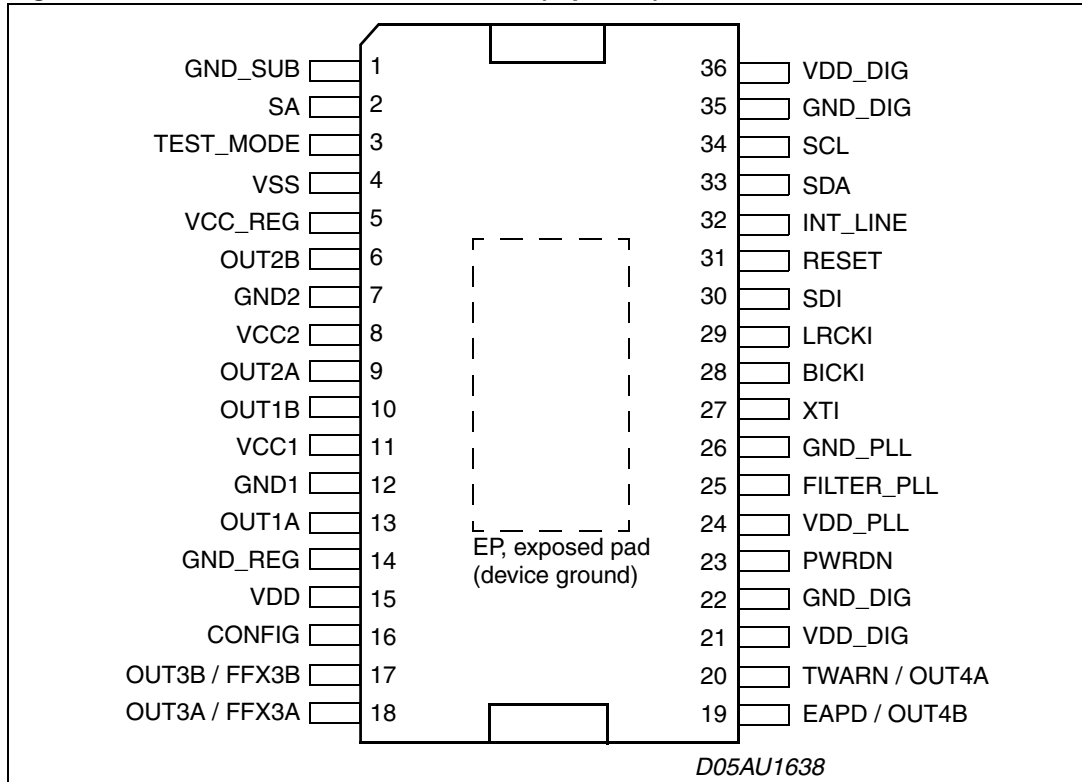 GND_SUB 1 36 VDD_DIG
SA 2 35 GND_DIG
TEST_MODE 3 34 SCL
VSS 4 33 SDA
VCC_REG 5 32 INT_LINE
OUT2B 6 31 RESET
GND2 7 30 SDI
VCC2 8 29 LRCKI
OUT2A 9 28 BICKI
OUT1B 10 27 XTI
VCC1 11 26 GND_PLL
GND1 12 25 FILTER_PLL
OUT1A 13 24 VDD_PLL
EP, exposed pad
(device ground)
GND_REG 14 23 PWRDN
VDD 15 22 GND_DIG
CONFIG 16 21 VDD_DIG
OUT3B / FFX3B 17 20 TWARN / OUT4A
OUT3A / FFX3A 18 19 EAPD / OUT4B
D05AU1638